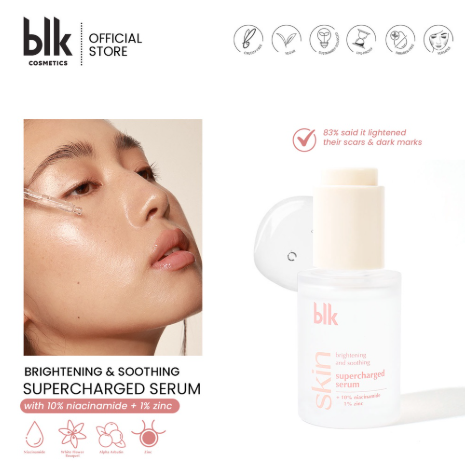 blk
COSMETICS
OFFICIAL
STORE
83% said it lightened
their scars & dark marks
BRIGHTENING & SOOTHING
SUPERCHARGED SERUM
with 10% niacinamide + 1% zinc
Niacinamide
Alpha Arbutin
Zinc
blk
skin
brightening
and soothing
supercharged
serum
+ 10% niacinamide
1% zinc